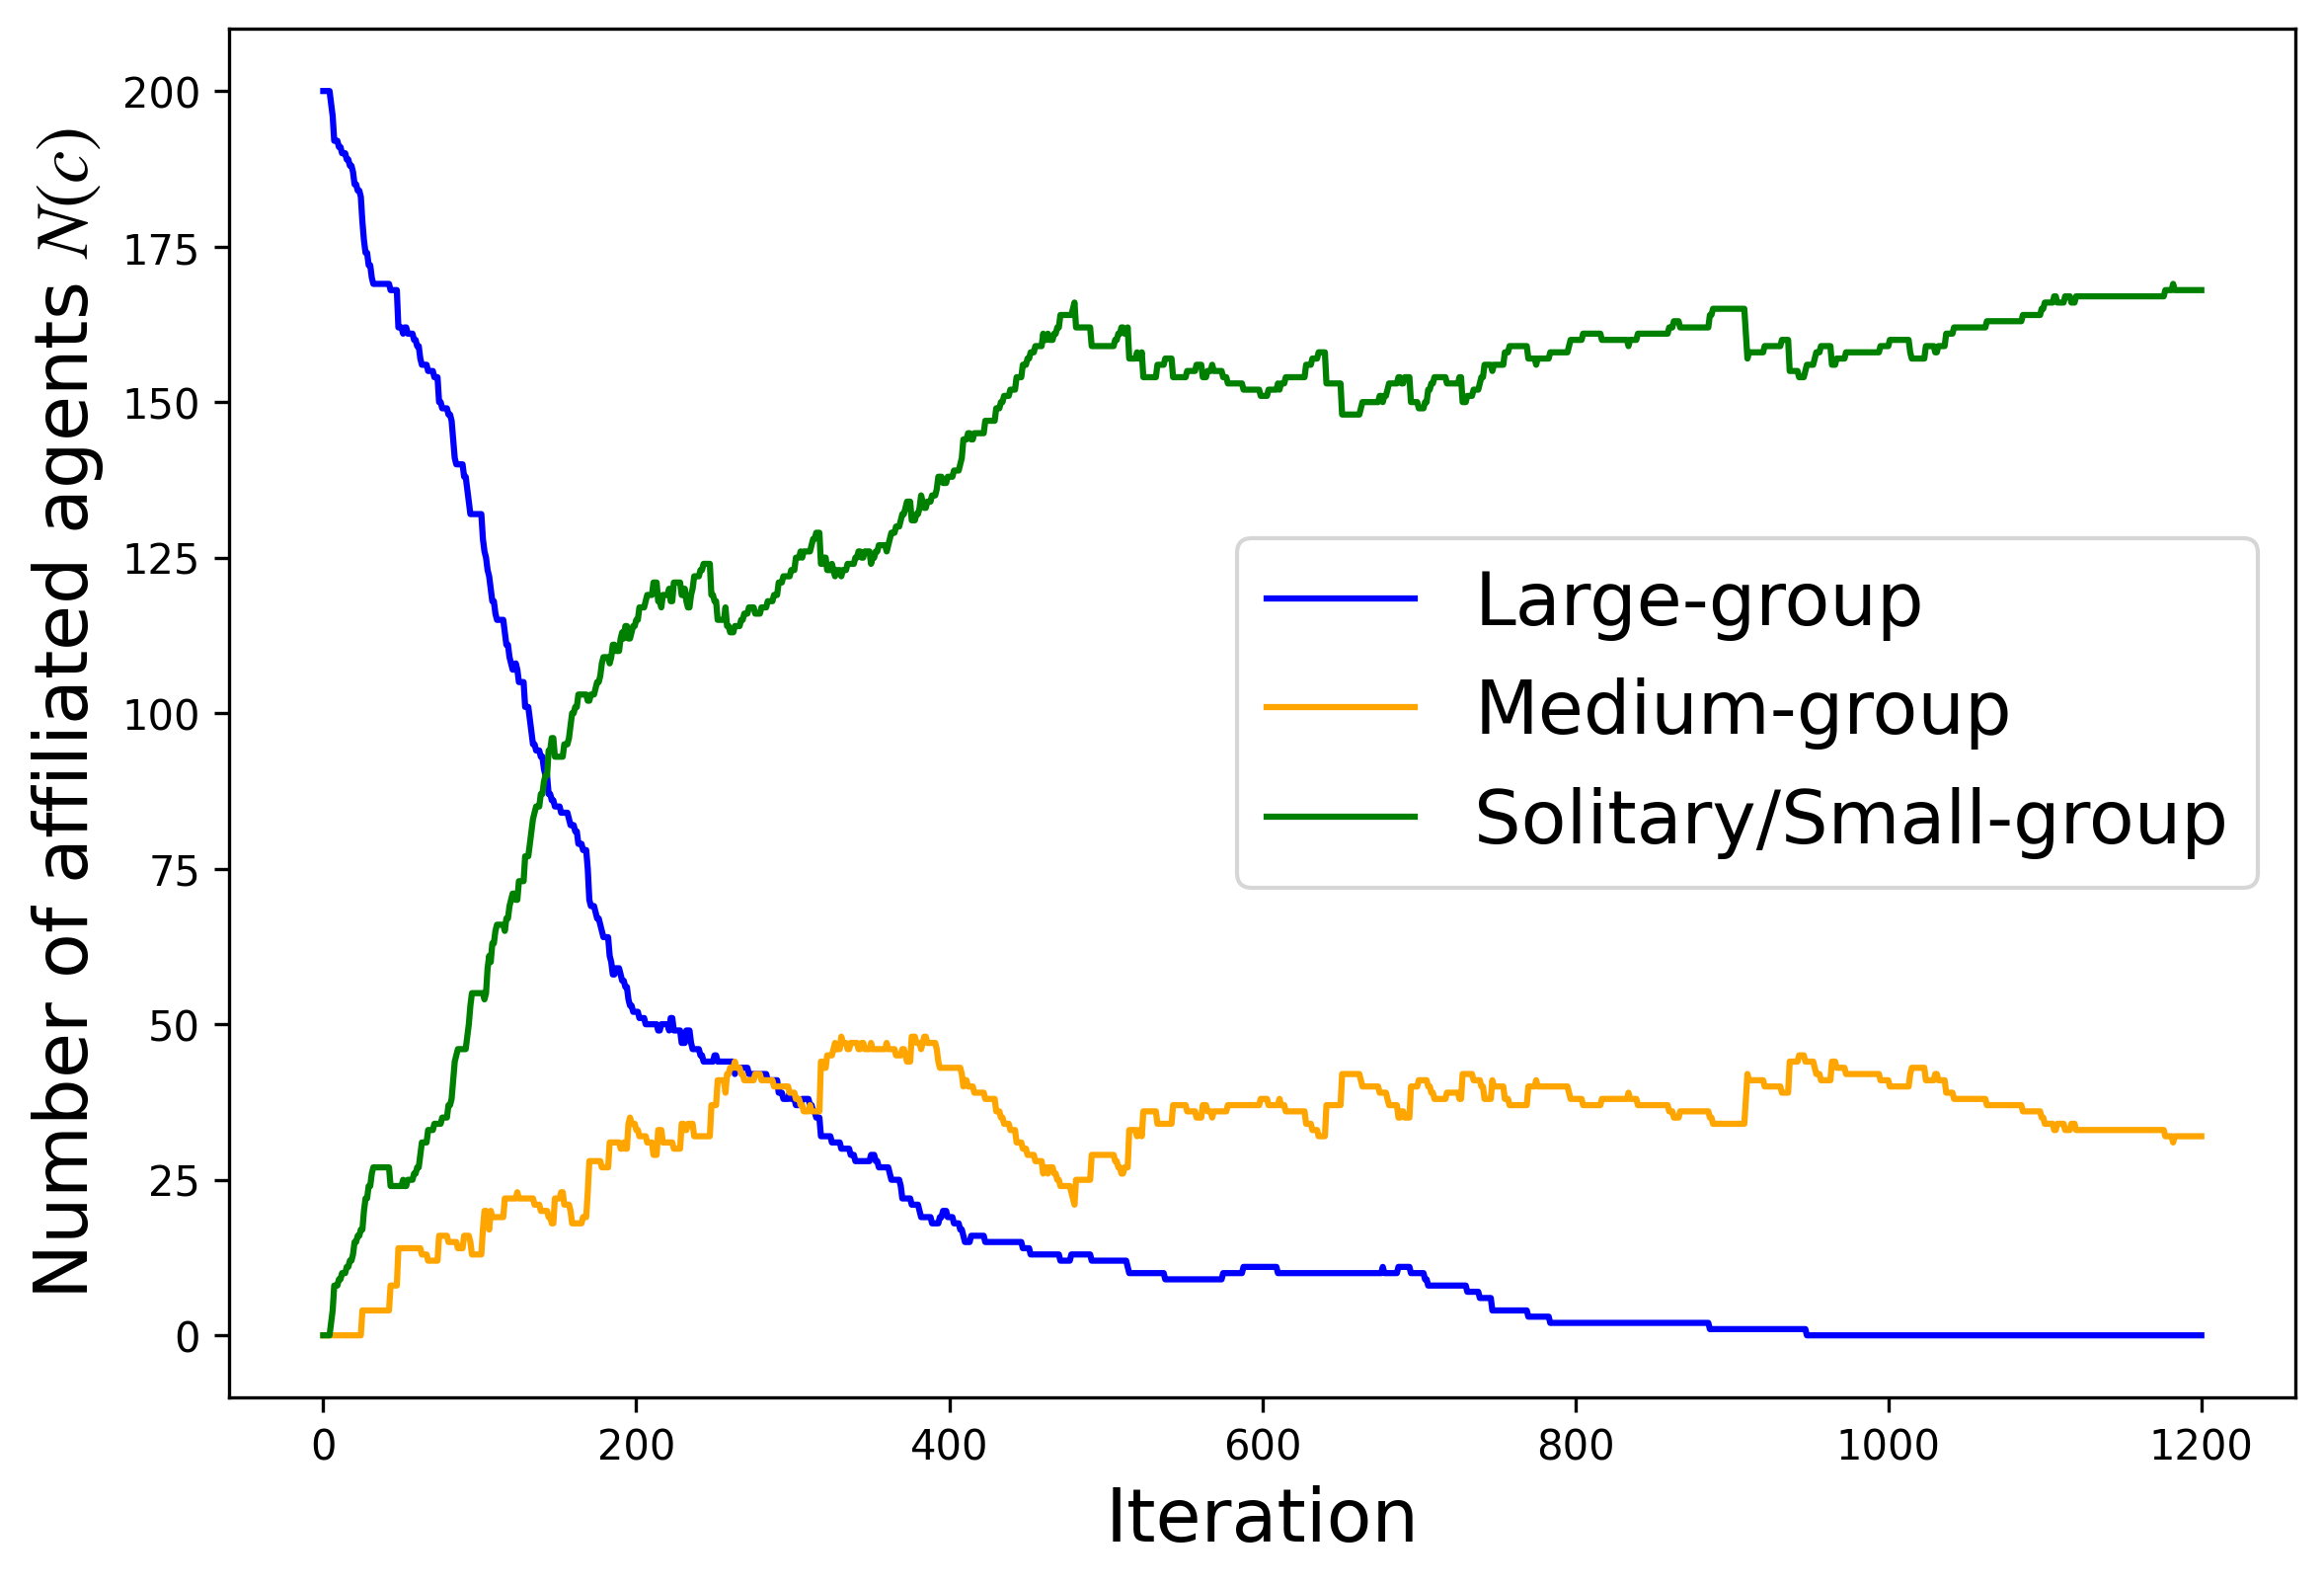 Number of affiliated agents N(c)
200
175
150
125
100
75
50
25
0
Large-group
Medium-group
Solitary/Small-group
0 200 400 600 800 1000 1200
Iteration